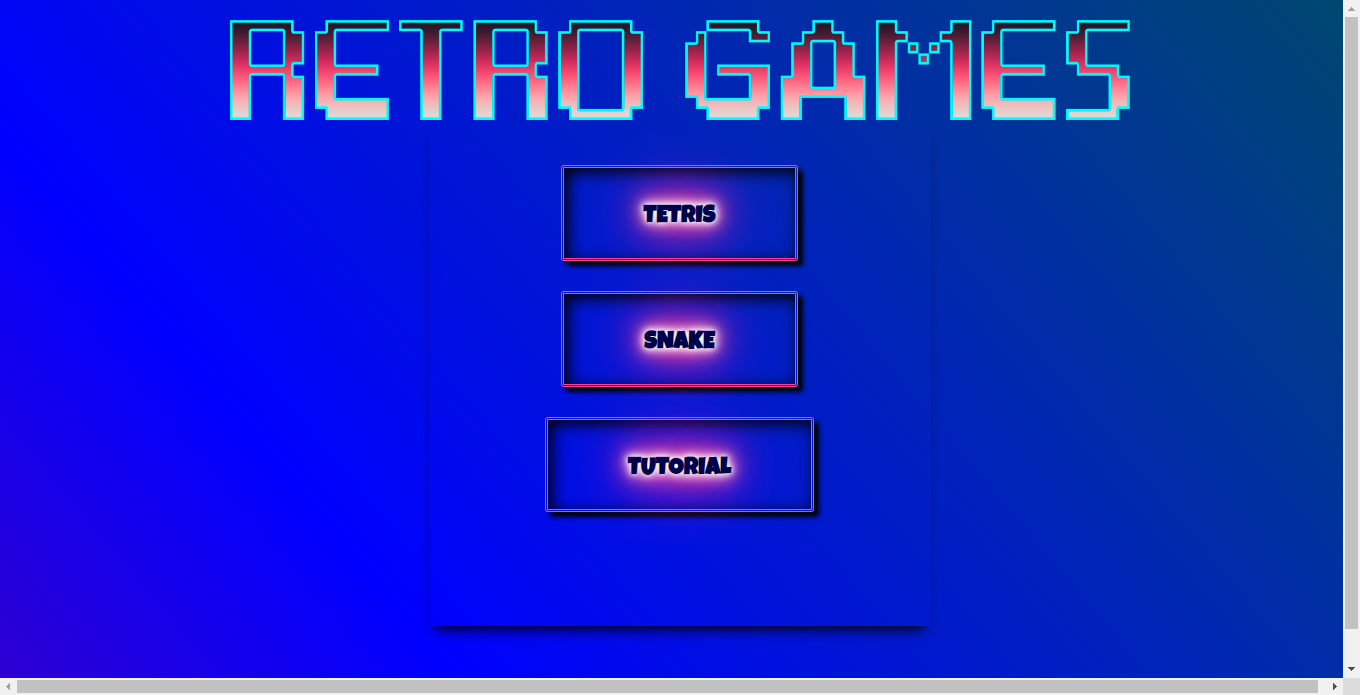 RETRO GAMES
TETRIS
SNAKE
TUTORIAL